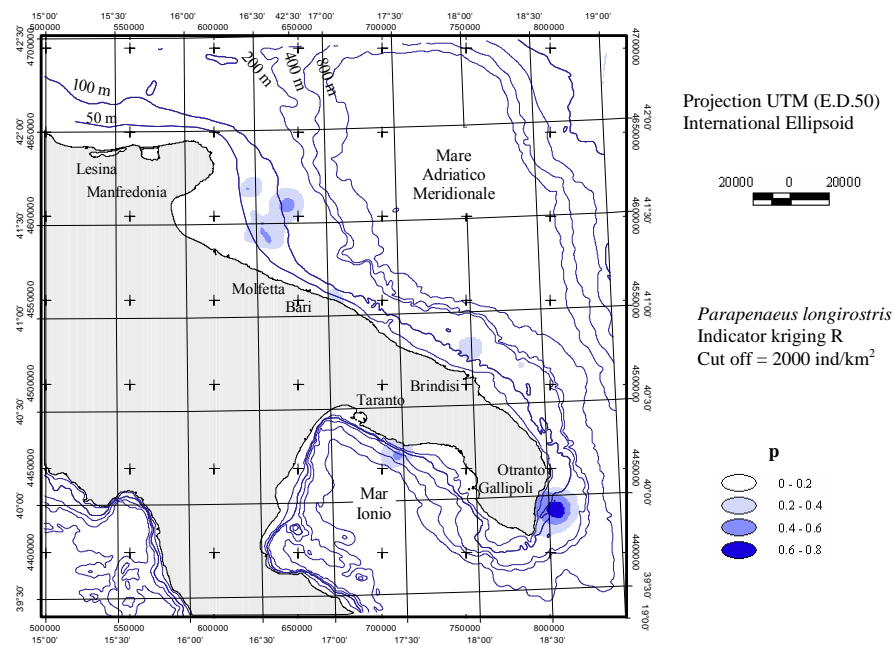 15°00' 15°30' 16°00' 16°30' 17°00' 17°30' 18°00' 18°30' 19°00'
500000 550000 600000 650000 700000 750000 800000
42°30'
4700000
42°00'
4650000
41°30'
4600000
41°00'
4550000
40°30'
4500000
40°00'
4450000
39°30'
4400000
100 m
50 m
200 m
400 m
800 m
Lesina
Manfredonia
Molfetta
Bari
Brindisi
Taranto
Otranto
Gallipoli
Mare
Adriatico
Meridionale
Mar
Ionio
4700000
42°00'
4650000
41°30'
4600000
41°00'
4550000
40°30'
4500000
40°00'
4450000
39°30'
4400000
19°00'
500000 550000 600000 650000 700000 750000 800000
15°00' 15°30' 16°00' 16°30' 17°00' 17°30' 18°00' 18°30'
Projection UTM (E.D.50)
International Ellipsoid
20000 0 20000
Parapenaeus longirostris
Indicator kriging R
Cut off = 2000 ind/km²
p
0 - 0.2
0.2 - 0.4
0.4 - 0.6
0.6 - 0.8